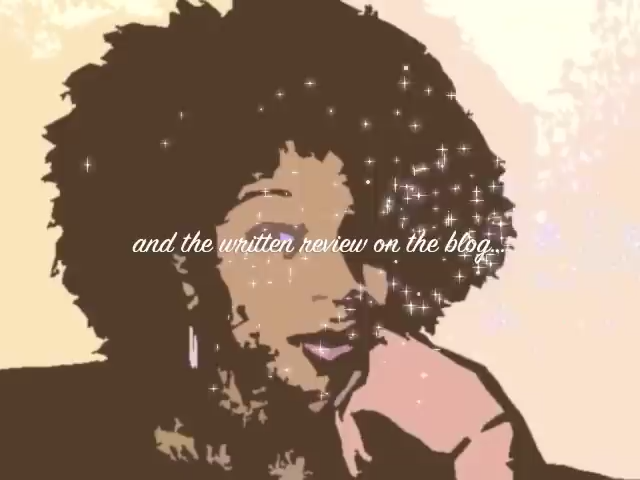 and the written review on the blog...